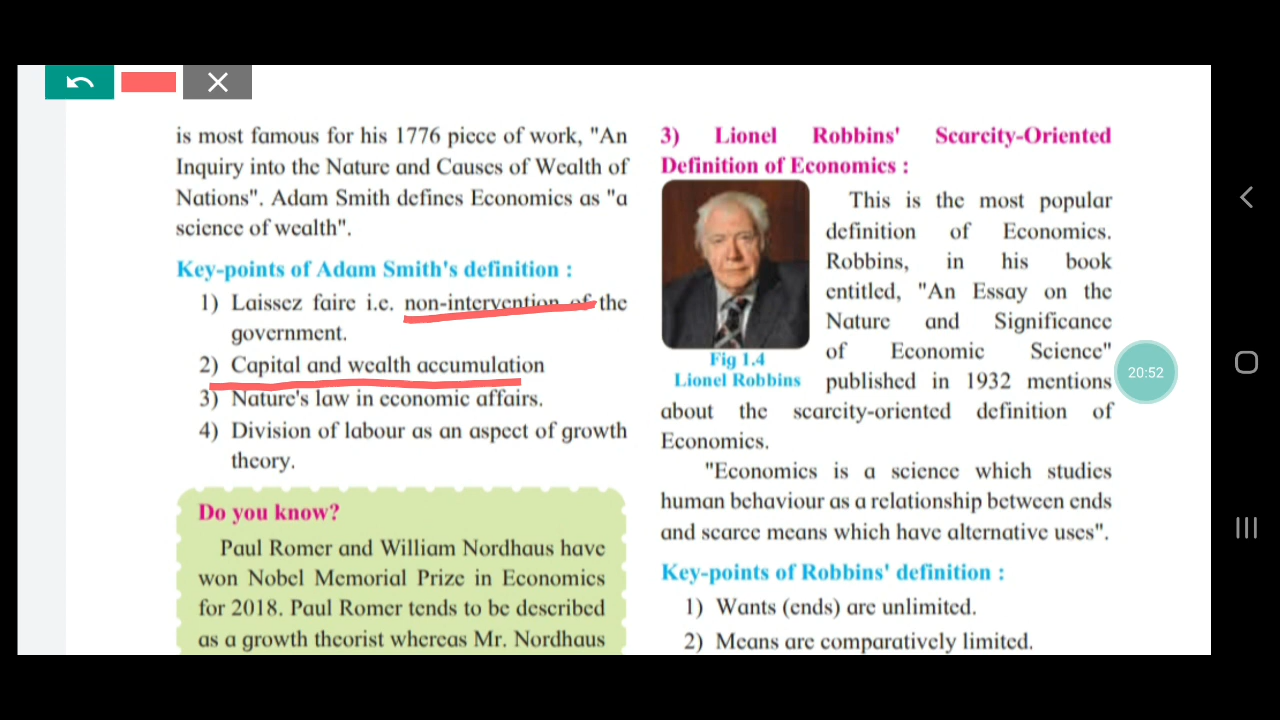 is most famous for his 1776 piece of work, "An
Inquiry into the Nature and Causes of Wealth of
Nations". Adam Smith defines Economics as "a
science of wealth".
Key-points of Adam Smith's definition :
1) Laissez faire i.e. non-intervention of the
government.
2) Capital and wealth accumulation
3) Nature's law in economic affairs.
4) Division of labour as an aspect of growth
theory.
Do you know?
Paul Romer and William Nordhaus have
won Nobel Memorial Prize in Economics
for 2018. Paul Romer tends to be described
as a growth theorist whereas Mr. Nordhaus
3) Lionel Robbins' Scarcity-Oriented
Definition of Economics :
This is the most popular
definition of Economics.
Robbins, in his book
entitled, "An Essay on the
Nature and Significance
of Economic Science"
published in 1932 mentions
about the scarcity-oriented definition of
Economics.
Fig 1.4
Lionel Robbins
"Economics is a science which studies
human behaviour as a relationship between ends
and scarce means which have alternative uses".
Key-points of Robbins' definition :
1) Wants (ends) are unlimited.
2) Means are comparatively limited.
20:52